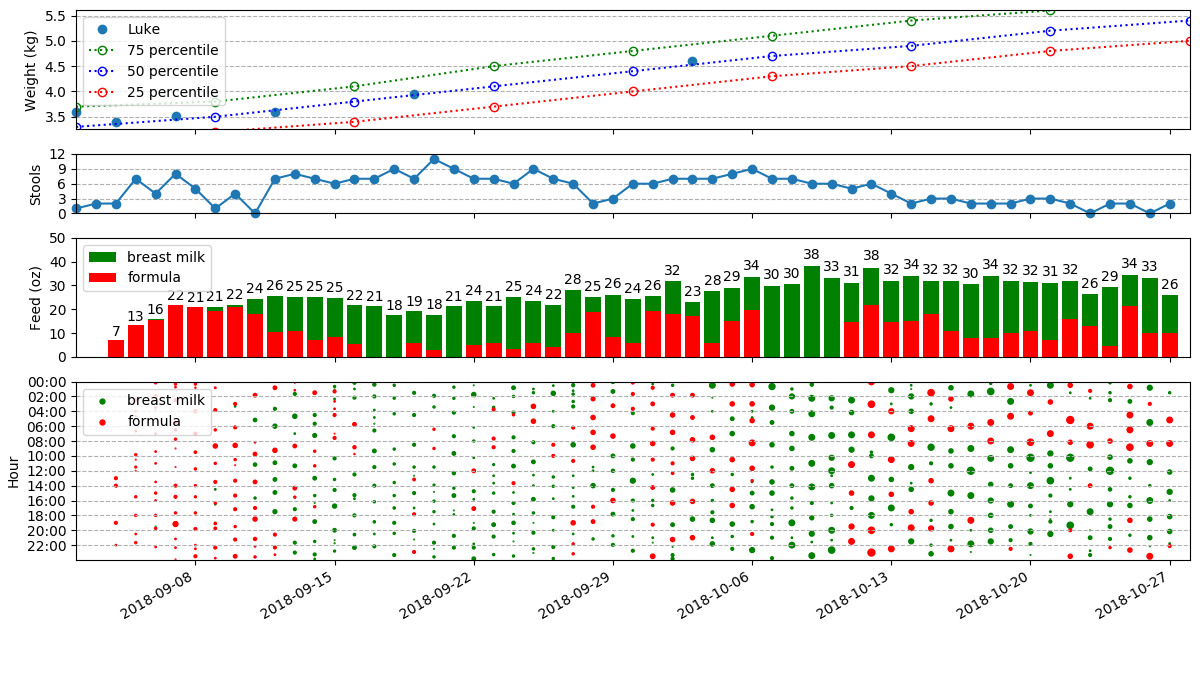 5.5
5.0
4.5
4.0
3.5
Weight (kg)
Luke
75 percentile
50 percentile
25 percentile
12
9
6
3
0
Stools
50
40
30
20
10
0
Feed (oz)
breast milk
formula
7 13 16 22 21 21 22 24 26 25 25 25 22 21 18 19 18 21 24 21 25 24 22 28 25 26 24 26 32 23 28 29 34 30 30 38 33 31 38 32 34 32 32 30 34 32 32 31 32 26 29 34 33 26
00:00
02:00
04:00
06:00
08:00
10:00
12:00
14:00
16:00
18:00
20:00
22:00
Hour
breast milk
formula
2018-09-08 2018-09-15 2018-09-22 2018-09-29 2018-10-06 2018-10-13 2018-10-20 2018-10-27